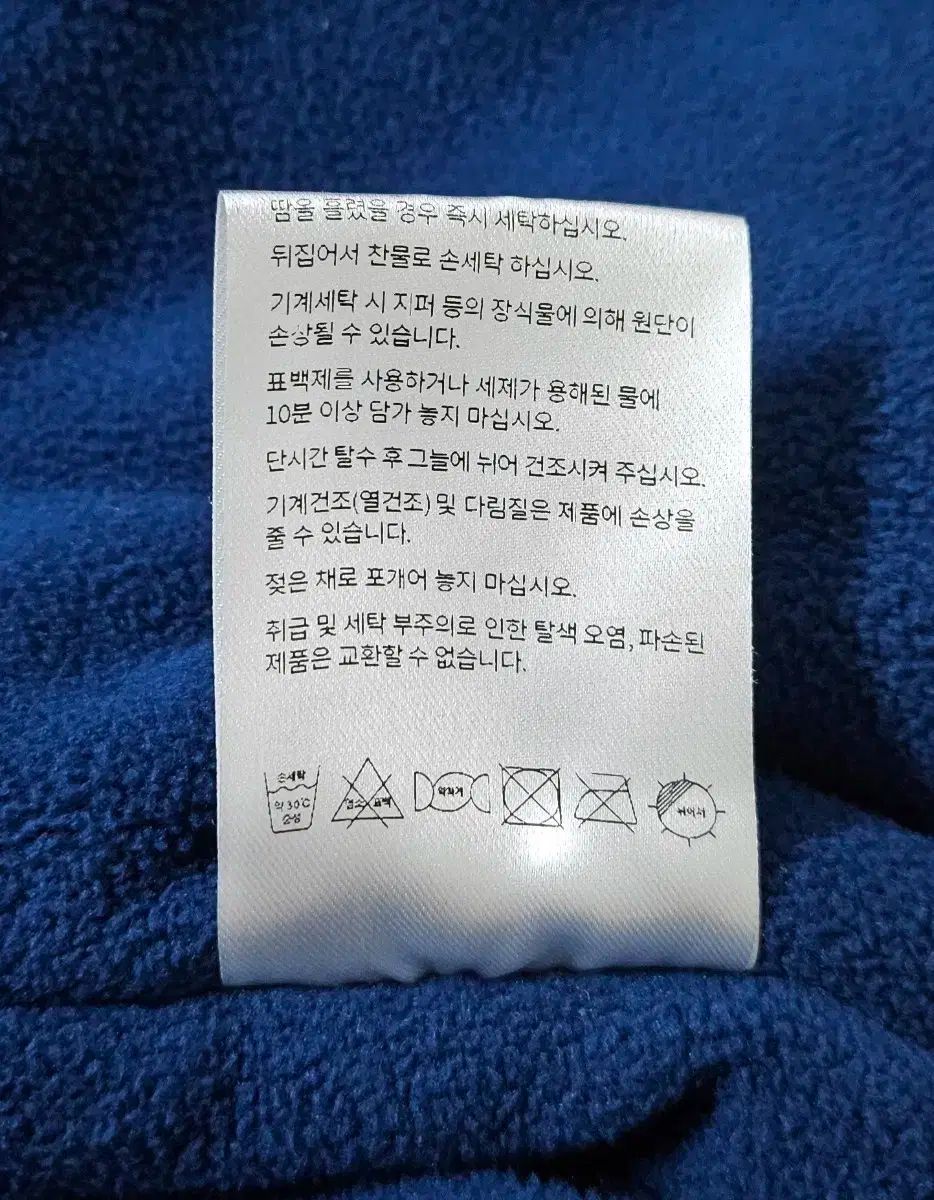 땀을 흘렸을 경우 즉시 세탁하십시오.
뒤집어서 찬물로 손세탁 하십시오.
기계세탁 시 지퍼 등의 장식물에 의해 원단이
손상될 수 있습니다.
표백제를 사용하거나 세제가 용해된 물에
10분 이상 담가 놓지 마십시오.
단시간 탈수 후 그늘에 뉘어 건조시켜 주십시오.
기계건조(열건조) 및 다림질은 제품에 손상을
줄 수 있습니다.
젖은 채로 포개어 놓지 마십시오.
취급 및 세탁 부주의로 인한 탈색 오염, 파손된
제품은 교환할 수 없습니다.
손세탁
약 30℃
중성
염소 표백
약하게
뉘어서